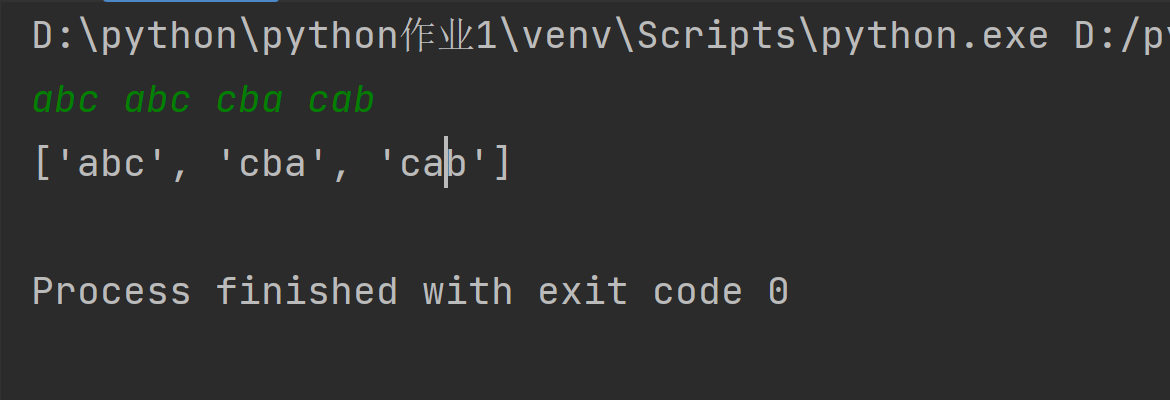 D:\python\python作业1\venv\Scripts\python.exe D:/py
abc abc cba cab
['abc', 'cba', 'cab']
Process finished with exit code 0